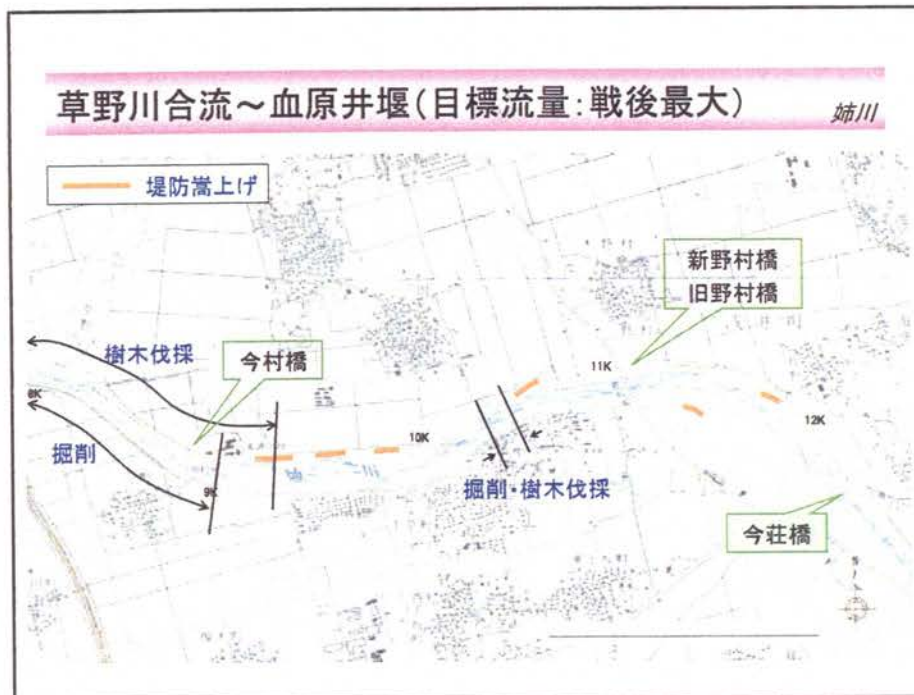 草野川合流～血原井堰(目標流量:戦後最大)
姉川
堤防嵩上げ
新野村橋
旧野村橋
樹木伐採
今村橋
11K
8K
12K
10K
掘削
掘削・樹木伐採
9K
姉
川
今荘橋